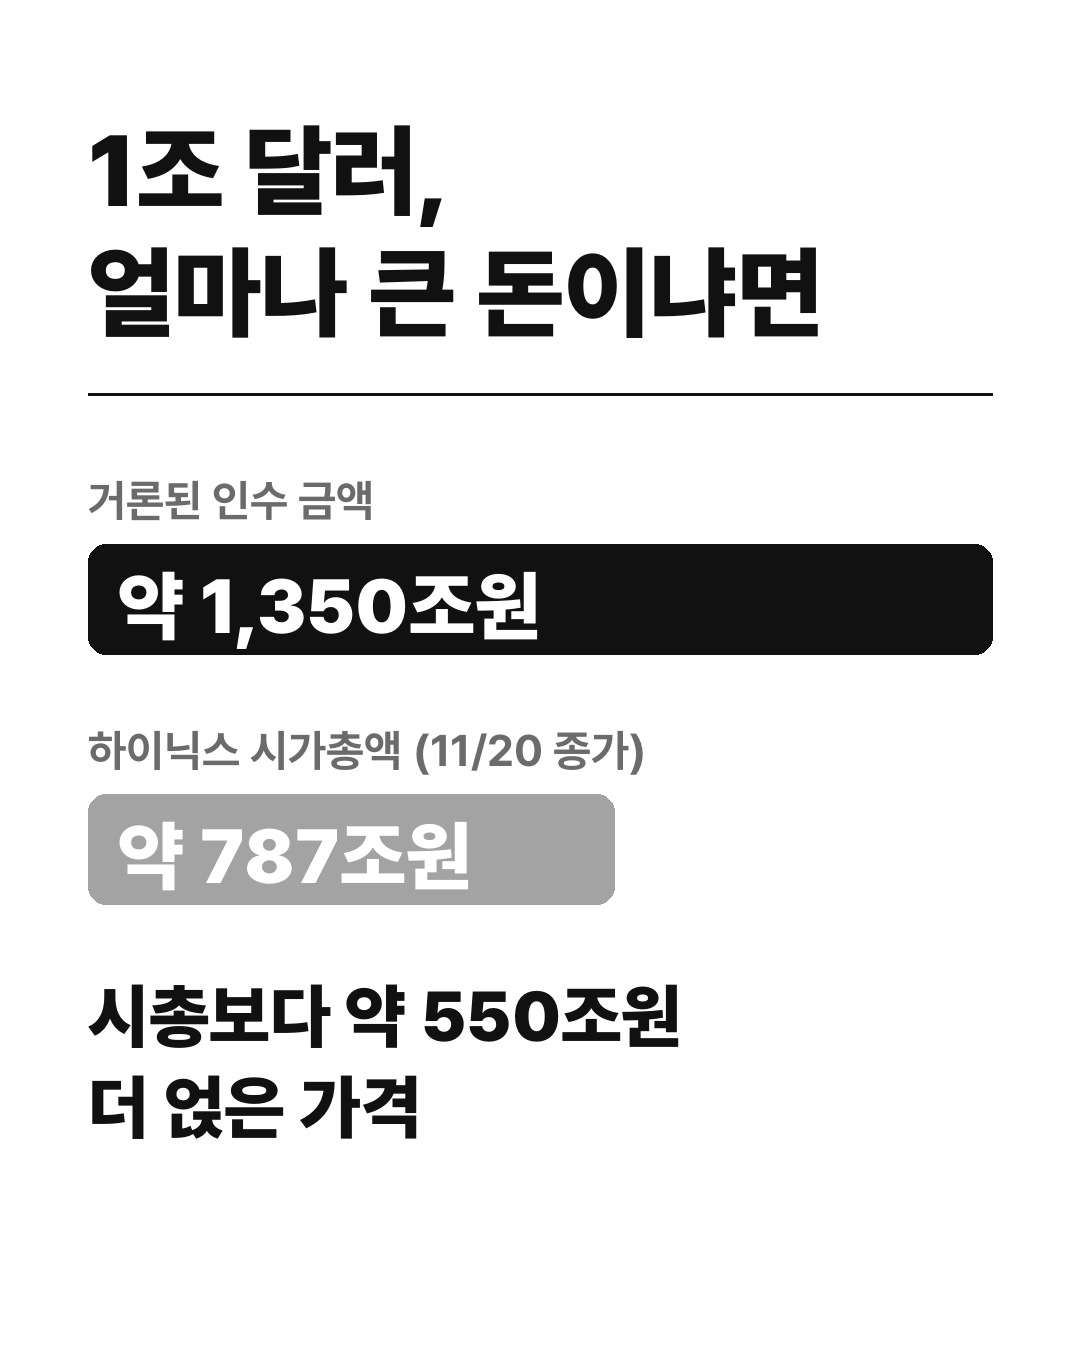 1조 달러,
얼마나 큰 돈이냐면
거론된 인수 금액
약 1,350조원
하이닉스 시가총액 (11/20 종가)
약 787조원
시총보다 약 550조원
더 얹은 가격